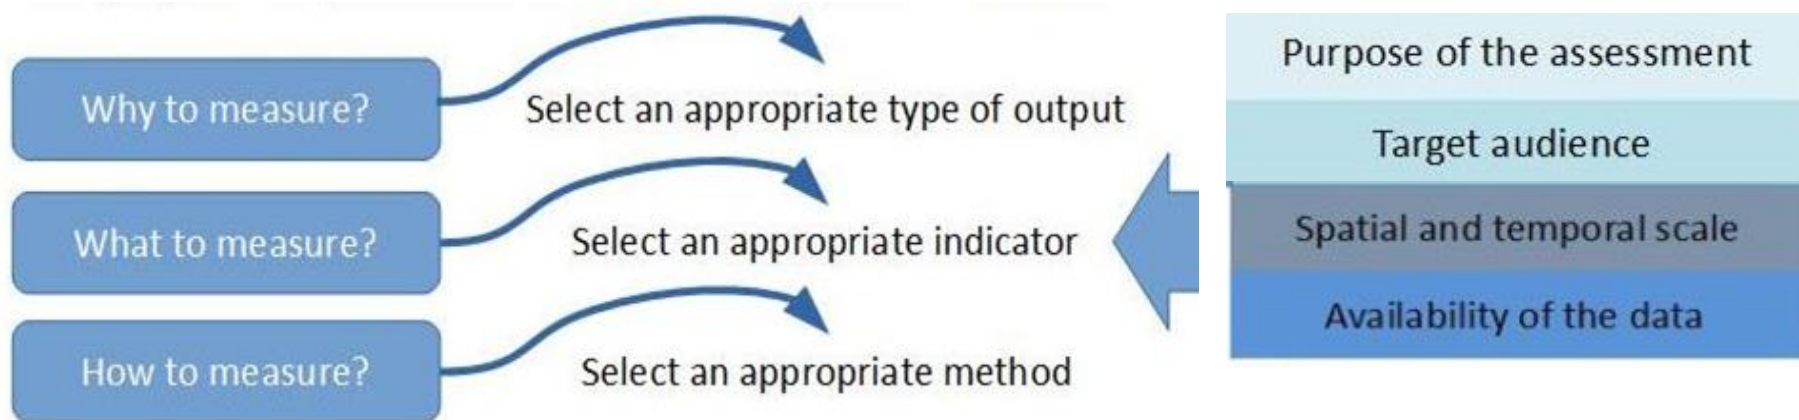 Why to measure?
Select an appropriate type of output
What to measure?
Select an appropriate indicator
How to measure?
Select an appropriate method
Purpose of the assessment
Target audience
Spatial and temporal scale
Availability of the data